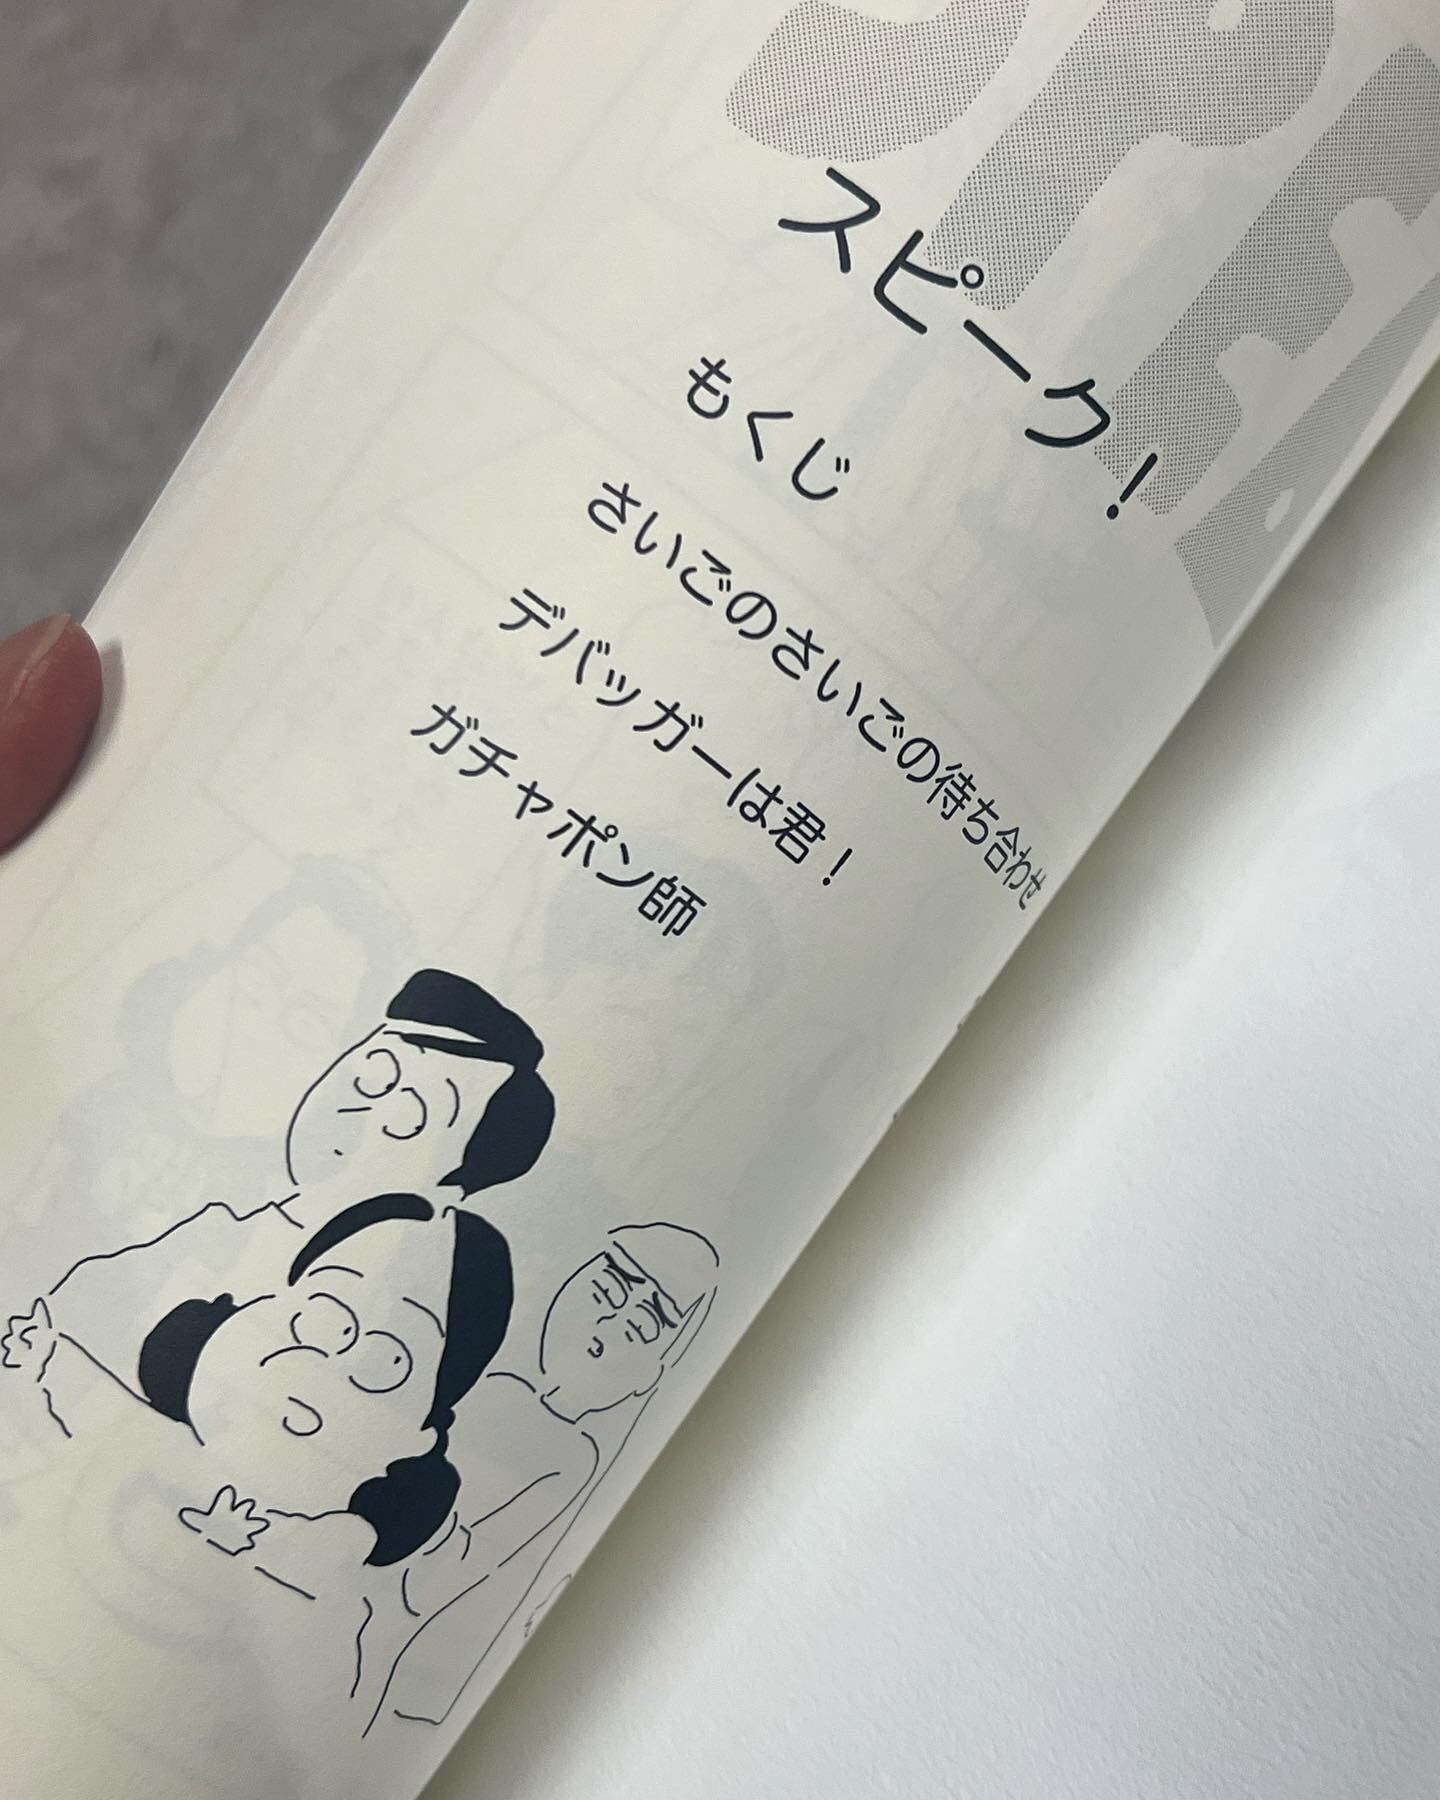 スピーク!
もくじ
さいごのさいごの待ち合わせ
デバッガーは君!
ガチャポン師